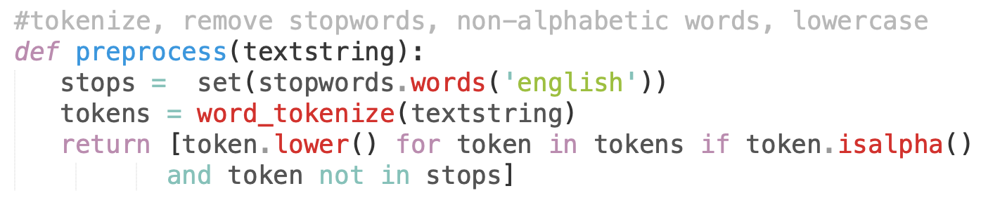 #tokenize, remove stopwords, non-alphabetic words, lowercase
def preprocess(textstring):
   stops =  set(stopwords.words('english'))
   tokens = word_tokenize(textstring)
   return [token.lower() for token in tokens if token.isalpha()
          and token not in stops]